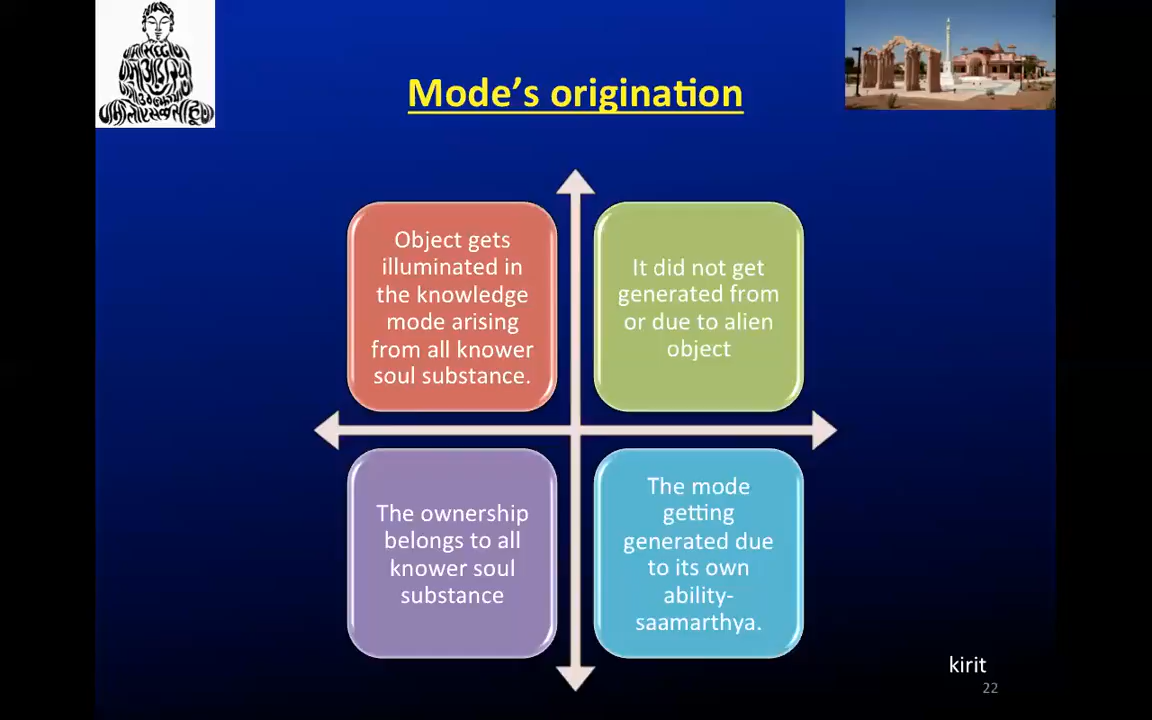 Mode's origination
Object gets
illuminated in
the knowledge
mode arising
from all knower
soul substance.
It did not get
generated from
or due to alien
object
The ownership
belongs to all
knower soul
substance
The mode
getting
generated due
to its own
ability-
saamarthya.
kirit
22